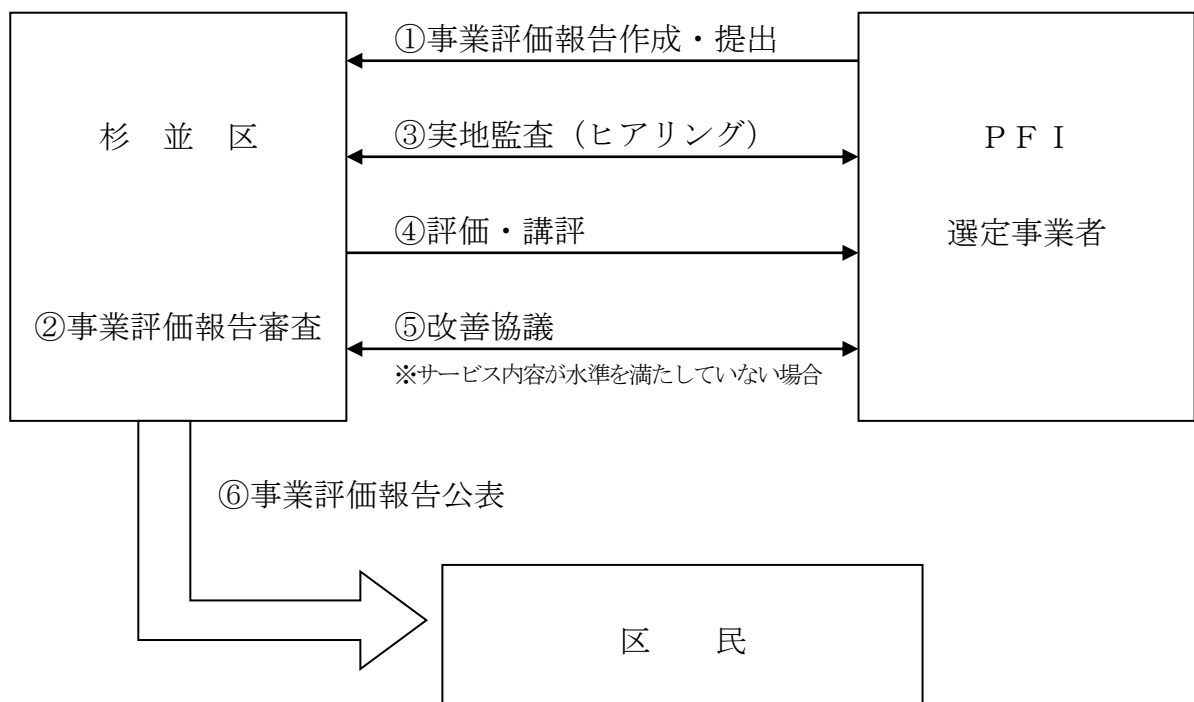 ①事業評価報告作成・提出
杉　並　区
③実地監査（ヒアリング）
ＰＦＩ
④評価・講評
選定事業者
②事業評価報告審査
⑤改善協議
※サービス内容が水準を満たしていない場合
⑥事業評価報告公表
区　　民